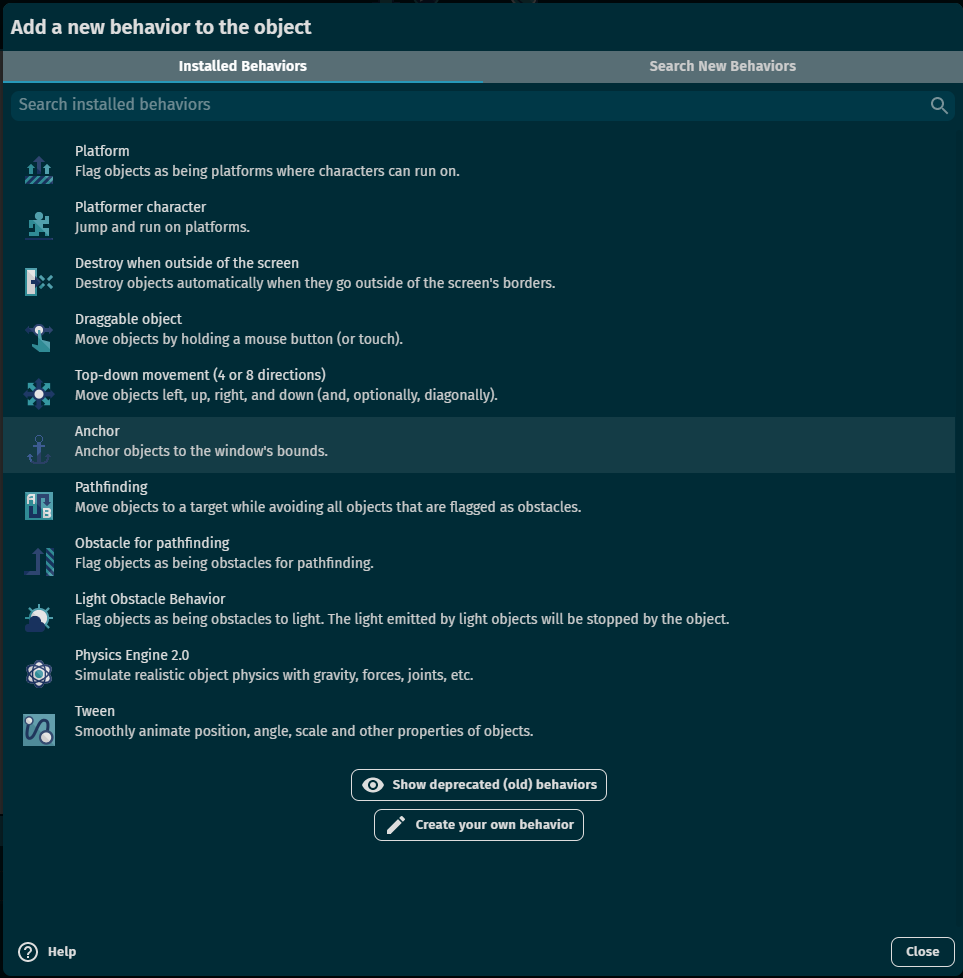 Add a new behavior to the object
Installed Behaviors
Search New Behaviors
Search installed behaviors
Platform
Flag objects as being platforms where characters can run on.
Platformer character
Jump and run on platforms.
Destroy when outside of the screen
Destroy objects automatically when they go outside of the screen's borders.
Draggable object
Move objects by holding a mouse button (or touch).
Top-down movement (4 or 8 directions)
Move objects left, up, right, and down (and, optionally, diagonally).
Anchor
Anchor objects to the window's bounds.
A
B
Pathfinding
Move objects to a target while avoiding all objects that are flagged as obstacles.
Obstacle for pathfinding
Flag objects as being obstacles for pathfinding.
Light Obstacle Behavior
Flag objects as being obstacles to light. The light emitted by light objects will be stopped by the object.
Physics Engine 2.0
Simulate realistic object physics with gravity, forces, joints, etc.
Tween
Smoothly animate position, angle, scale and other properties of objects.
Show deprecated (old) behaviors
Create your own behavior
? Help
Close